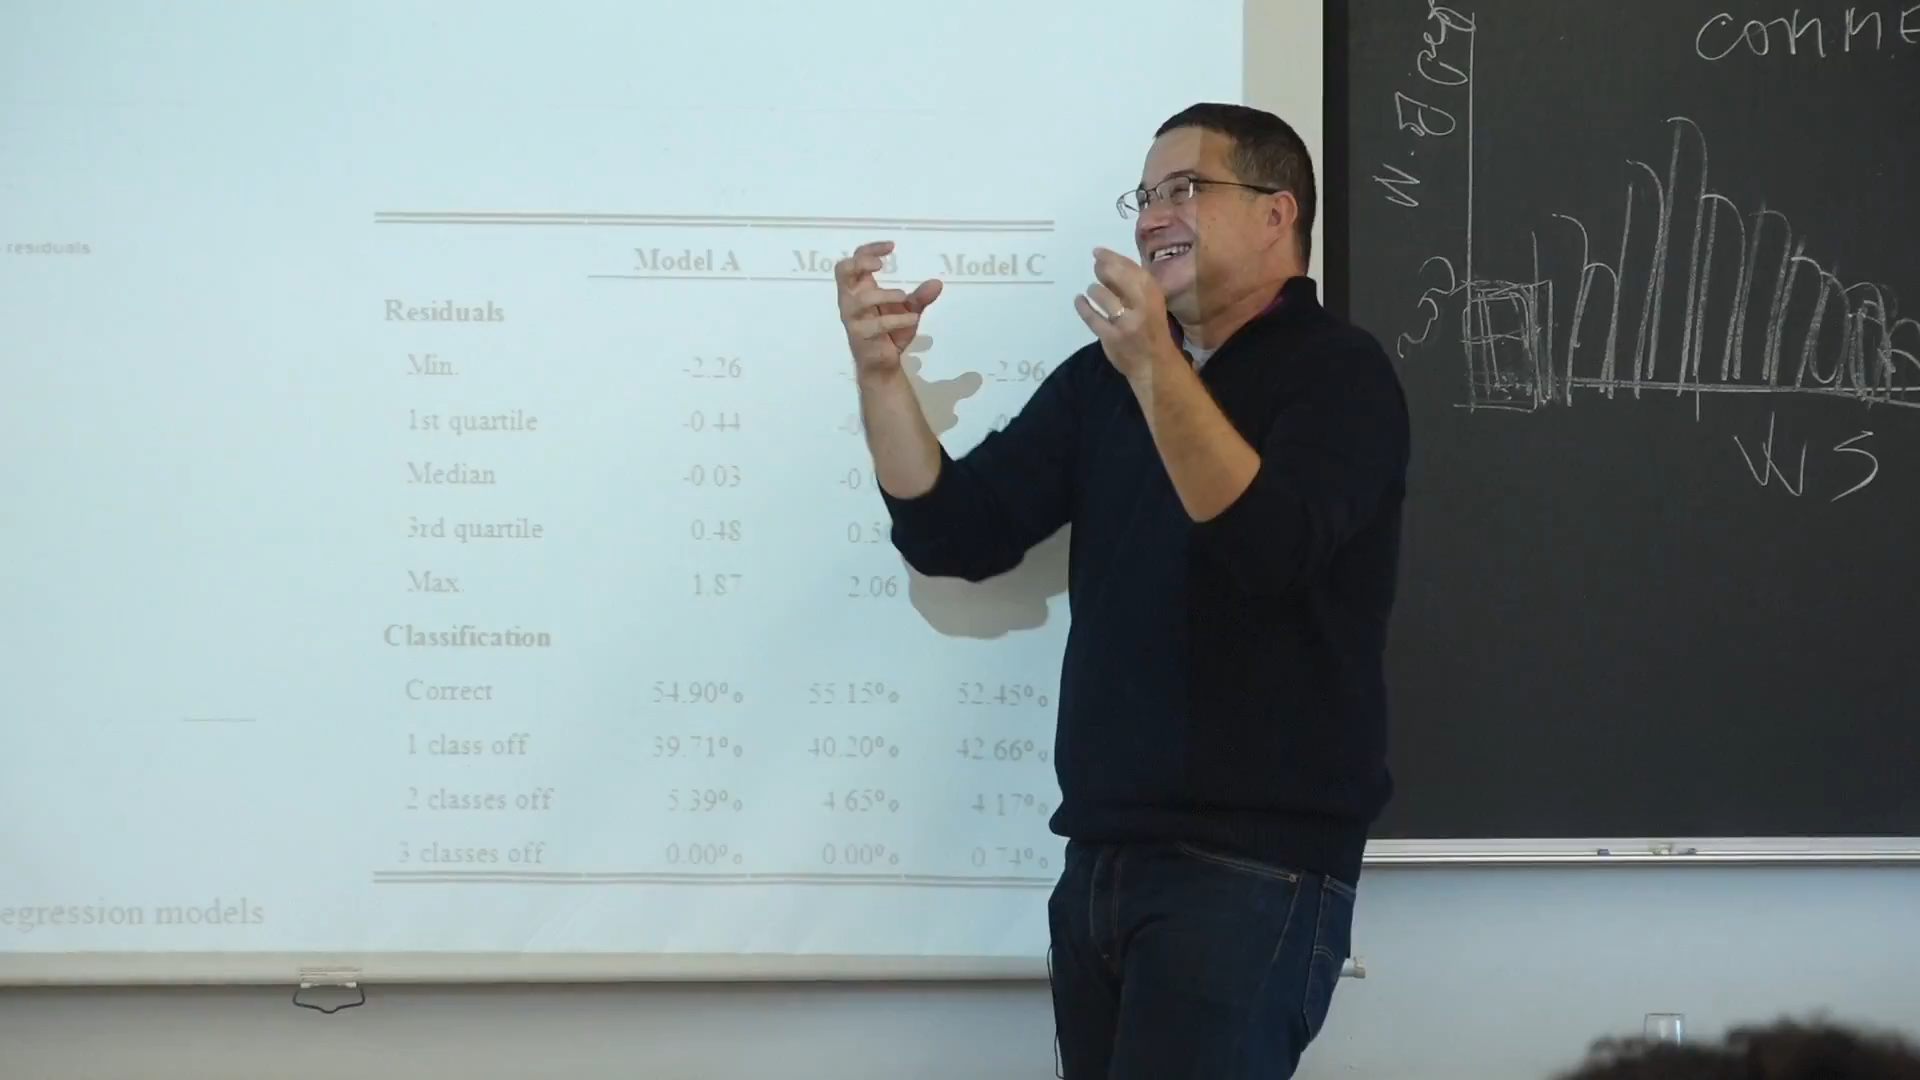 residuals
Model A Model C
Residuals
Min. -2.26 -2.96
1st quartile -0.44
Median -0 03
3rd quartile 0.48
Max. 1.87 2.06
Classification
Correct 54.90% 55.15% 52.45%
1 class off 39.71% 40.20% 42.66%
2 classes off 5.39% 4.65% 4.17%
3 classes off 0.00% 0.00% 0.74%
egression models
COMME
WS